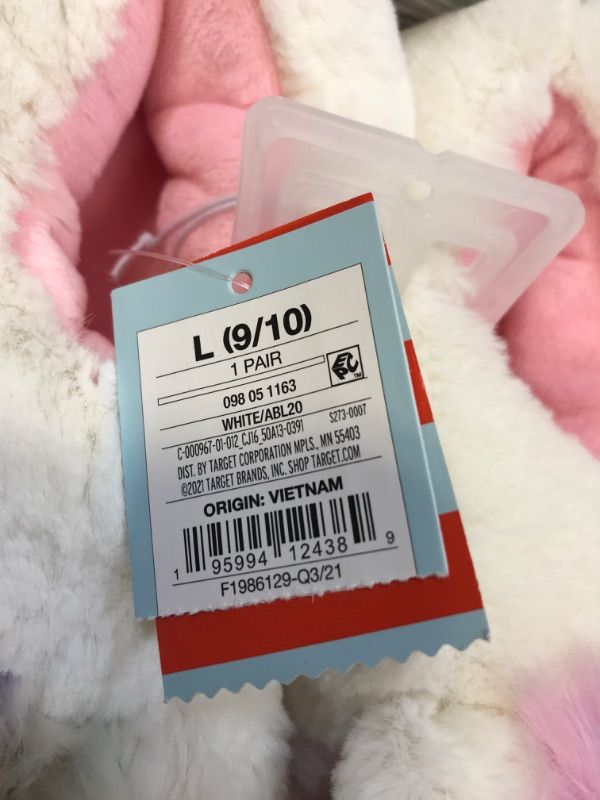 L (9/10)
1 PAIR
EPC TM
098 05 1163
WHITE/ABL20
C-000967-01-012_CJ16_50A13-0391 S273-0007
DIST. BY TARGET CORPORATION MPLS., MN 55403
©2021 TARGET BRANDS, INC. SHOP TARGET.COM
ORIGIN: VIETNAM
1 95994 12438 9
F1986129-Q3/21